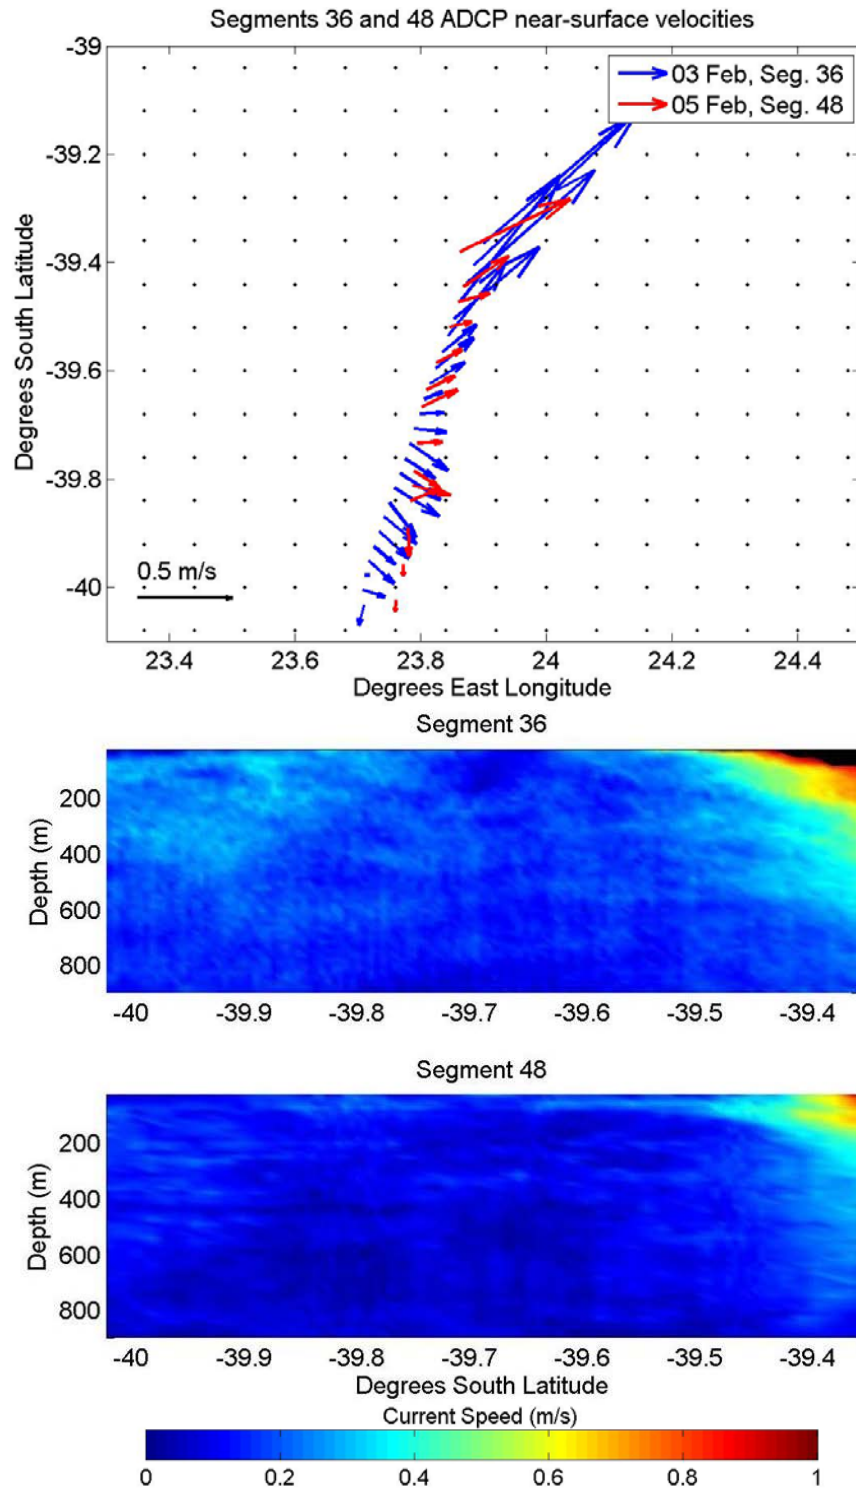 Segments 36 and 48 ADCP near-surface velocities
03 Feb, Seg. 36
05 Feb, Seg. 48
Degrees South Latitude
-39
-39.2
-39.4
-39.6
-39.8
-40
0.5 m/s
23.4 23.6 23.8 24 24.2 24.4
Degrees East Longitude
Segment 36
Depth (m)
200
400
600
800
-40 -39.9 -39.8 -39.7 -39.6 -39.5 -39.4
Segment 48
Depth (m)
200
400
600
800
-40 -39.9 -39.8 -39.7 -39.6 -39.5 -39.4
Degrees South Latitude
Current Speed (m/s)
0 0.2 0.4 0.6 0.8 1